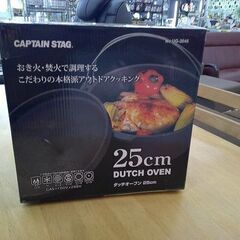 CAPTAIN STAG
おき火・焚火で調理する
こだわりの本格派アウトドアクッキング
25cm
DUTCH OVEN
ダッチオーブン 25cm